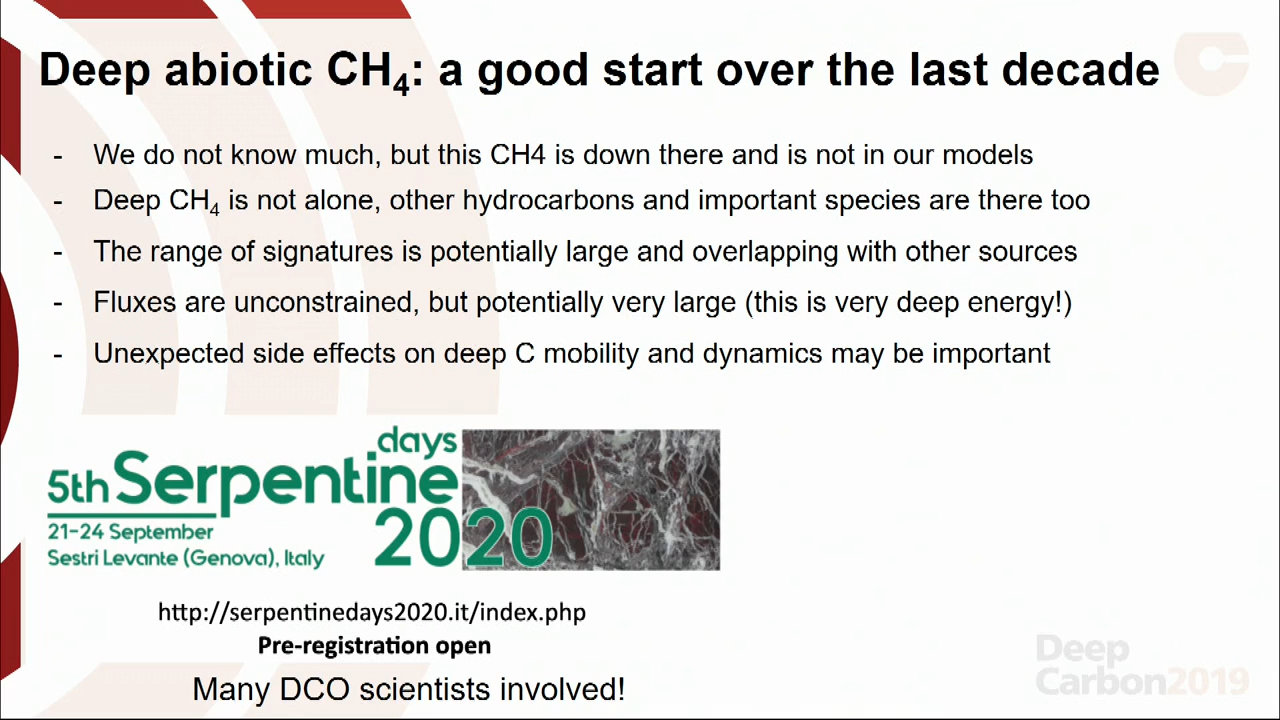 Deep abiotic CH₄: a good start over the last decade
- We do not know much, but this CH4 is down there and is not in our models
- Deep CH₄ is not alone, other hydrocarbons and important species are there too
- The range of signatures is potentially large and overlapping with other sources
- Fluxes are unconstrained, but potentially very large (this is very deep energy!)
- Unexpected side effects on deep C mobility and dynamics may be important
days
5th Serpentine
21-24 September
2020
Sestri Levante (Genova), Italy
http://serpentinedays2020.it/index.php
Pre-registration open
Many DCO scientists involved!
Deep
Carbon2019